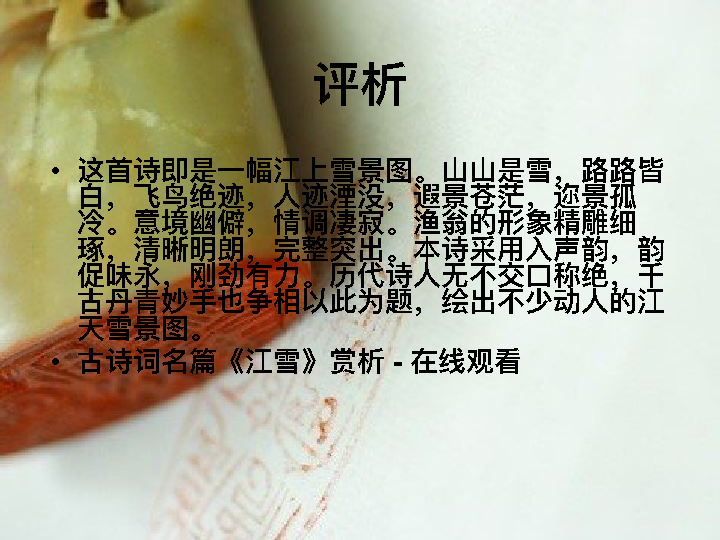 评析
• 这首诗即是一幅江上雪景图。山山是雪，路路皆
白，飞鸟绝迹，人迹湮没，遐景苍茫，迩景孤
冷。意境幽僻，情调凄寂。渔翁的形象精雕细
琢，清晰明朗，完整突出。本诗采用入声韵，韵
促味永，刚劲有力。历代诗人无不交口称绝，千
古丹青妙手也争相以此为题，绘出不少动人的江
天雪景图。
• 古诗词名篇《江雪》赏析 - 在线观看